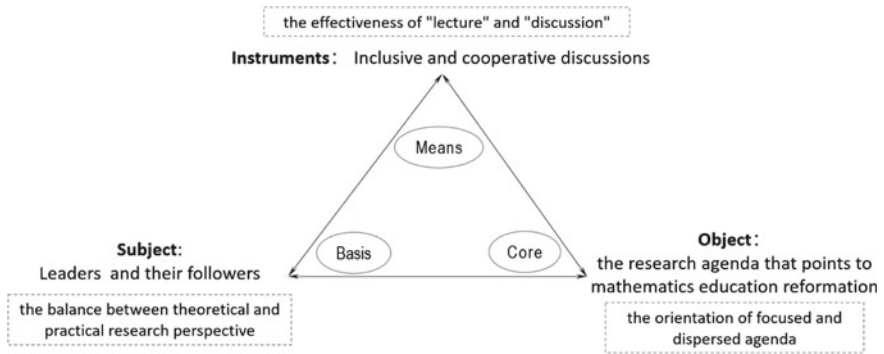 the effectiveness of "lecture" and "discussion"
Instruments: Inclusive and cooperative discussions
Means
Subject:
Leaders and their followers
Basis
Core
Object:
the research agenda that points to
mathematics education reformation
the balance between theoretical and
practical research perspective
the orientation of focused and
dispersed agenda